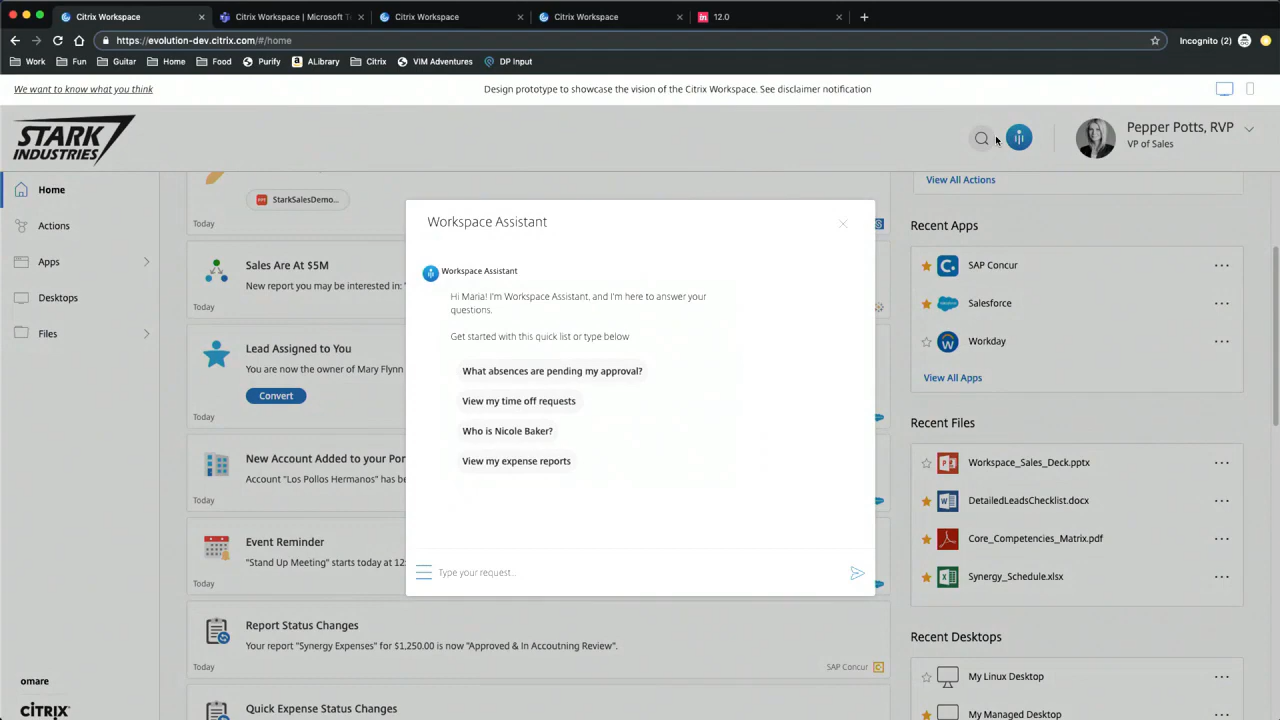 Citrix Workspace
Citrix Workspace | Microsoft T
Citrix Workspace
Citrix Workspace
12.0
https://evolution-dev.citrix.com/#/home
Incognito (2)
Work
Fun
Guitar
Home
Food
Purify
ALibrary
Citrix
VIM Adventures
DP Input
We want to know what you think
Design prototype to showcase the vision of the Citrix Workspace. See disclaimer notification
STARK
INDUSTRIES
Pepper Potts, RVP
VP of Sales
Home
Actions
Apps
Desktops
Files
omare
CİTRIX
StarkSalesDemo...
Today
Sales Are At $5M
New report you may be interested in: "
Today
Lead Assigned to You
You are now the owner of Mary Flynn
Convert
Today
New Account Added to your Por
Account "Los Pollos Hermanos" has be
Today
Event Reminder
"Stand Up Meeting" starts today at 12:
Today
Report Status Changes
Your report "Synergy Expenses" for $1,250.00 is now "Approved & In Accoutning Review".
Today
SAP Concur
Quick Expense Status Changes
Workspace Assistant
Workspace Assistant
Hi Maria! I'm Workspace Assistant, and I'm here to answer your
questions.
Get started with this quick list or type below
What absences are pending my approval?
View my time off requests
Who is Nicole Baker?
View my expense reports
Type your request...
View All Actions
Recent Apps
SAP Concur
Salesforce
Workday
View All Apps
Recent Files
Workspace_Sales_Deck.pptx
DetailedLeadsChecklist.docx
Core_Competencies_Matrix.pdf
Synergy_Schedule.xlsx
Recent Desktops
My Linux Desktop
My Managed Desktop